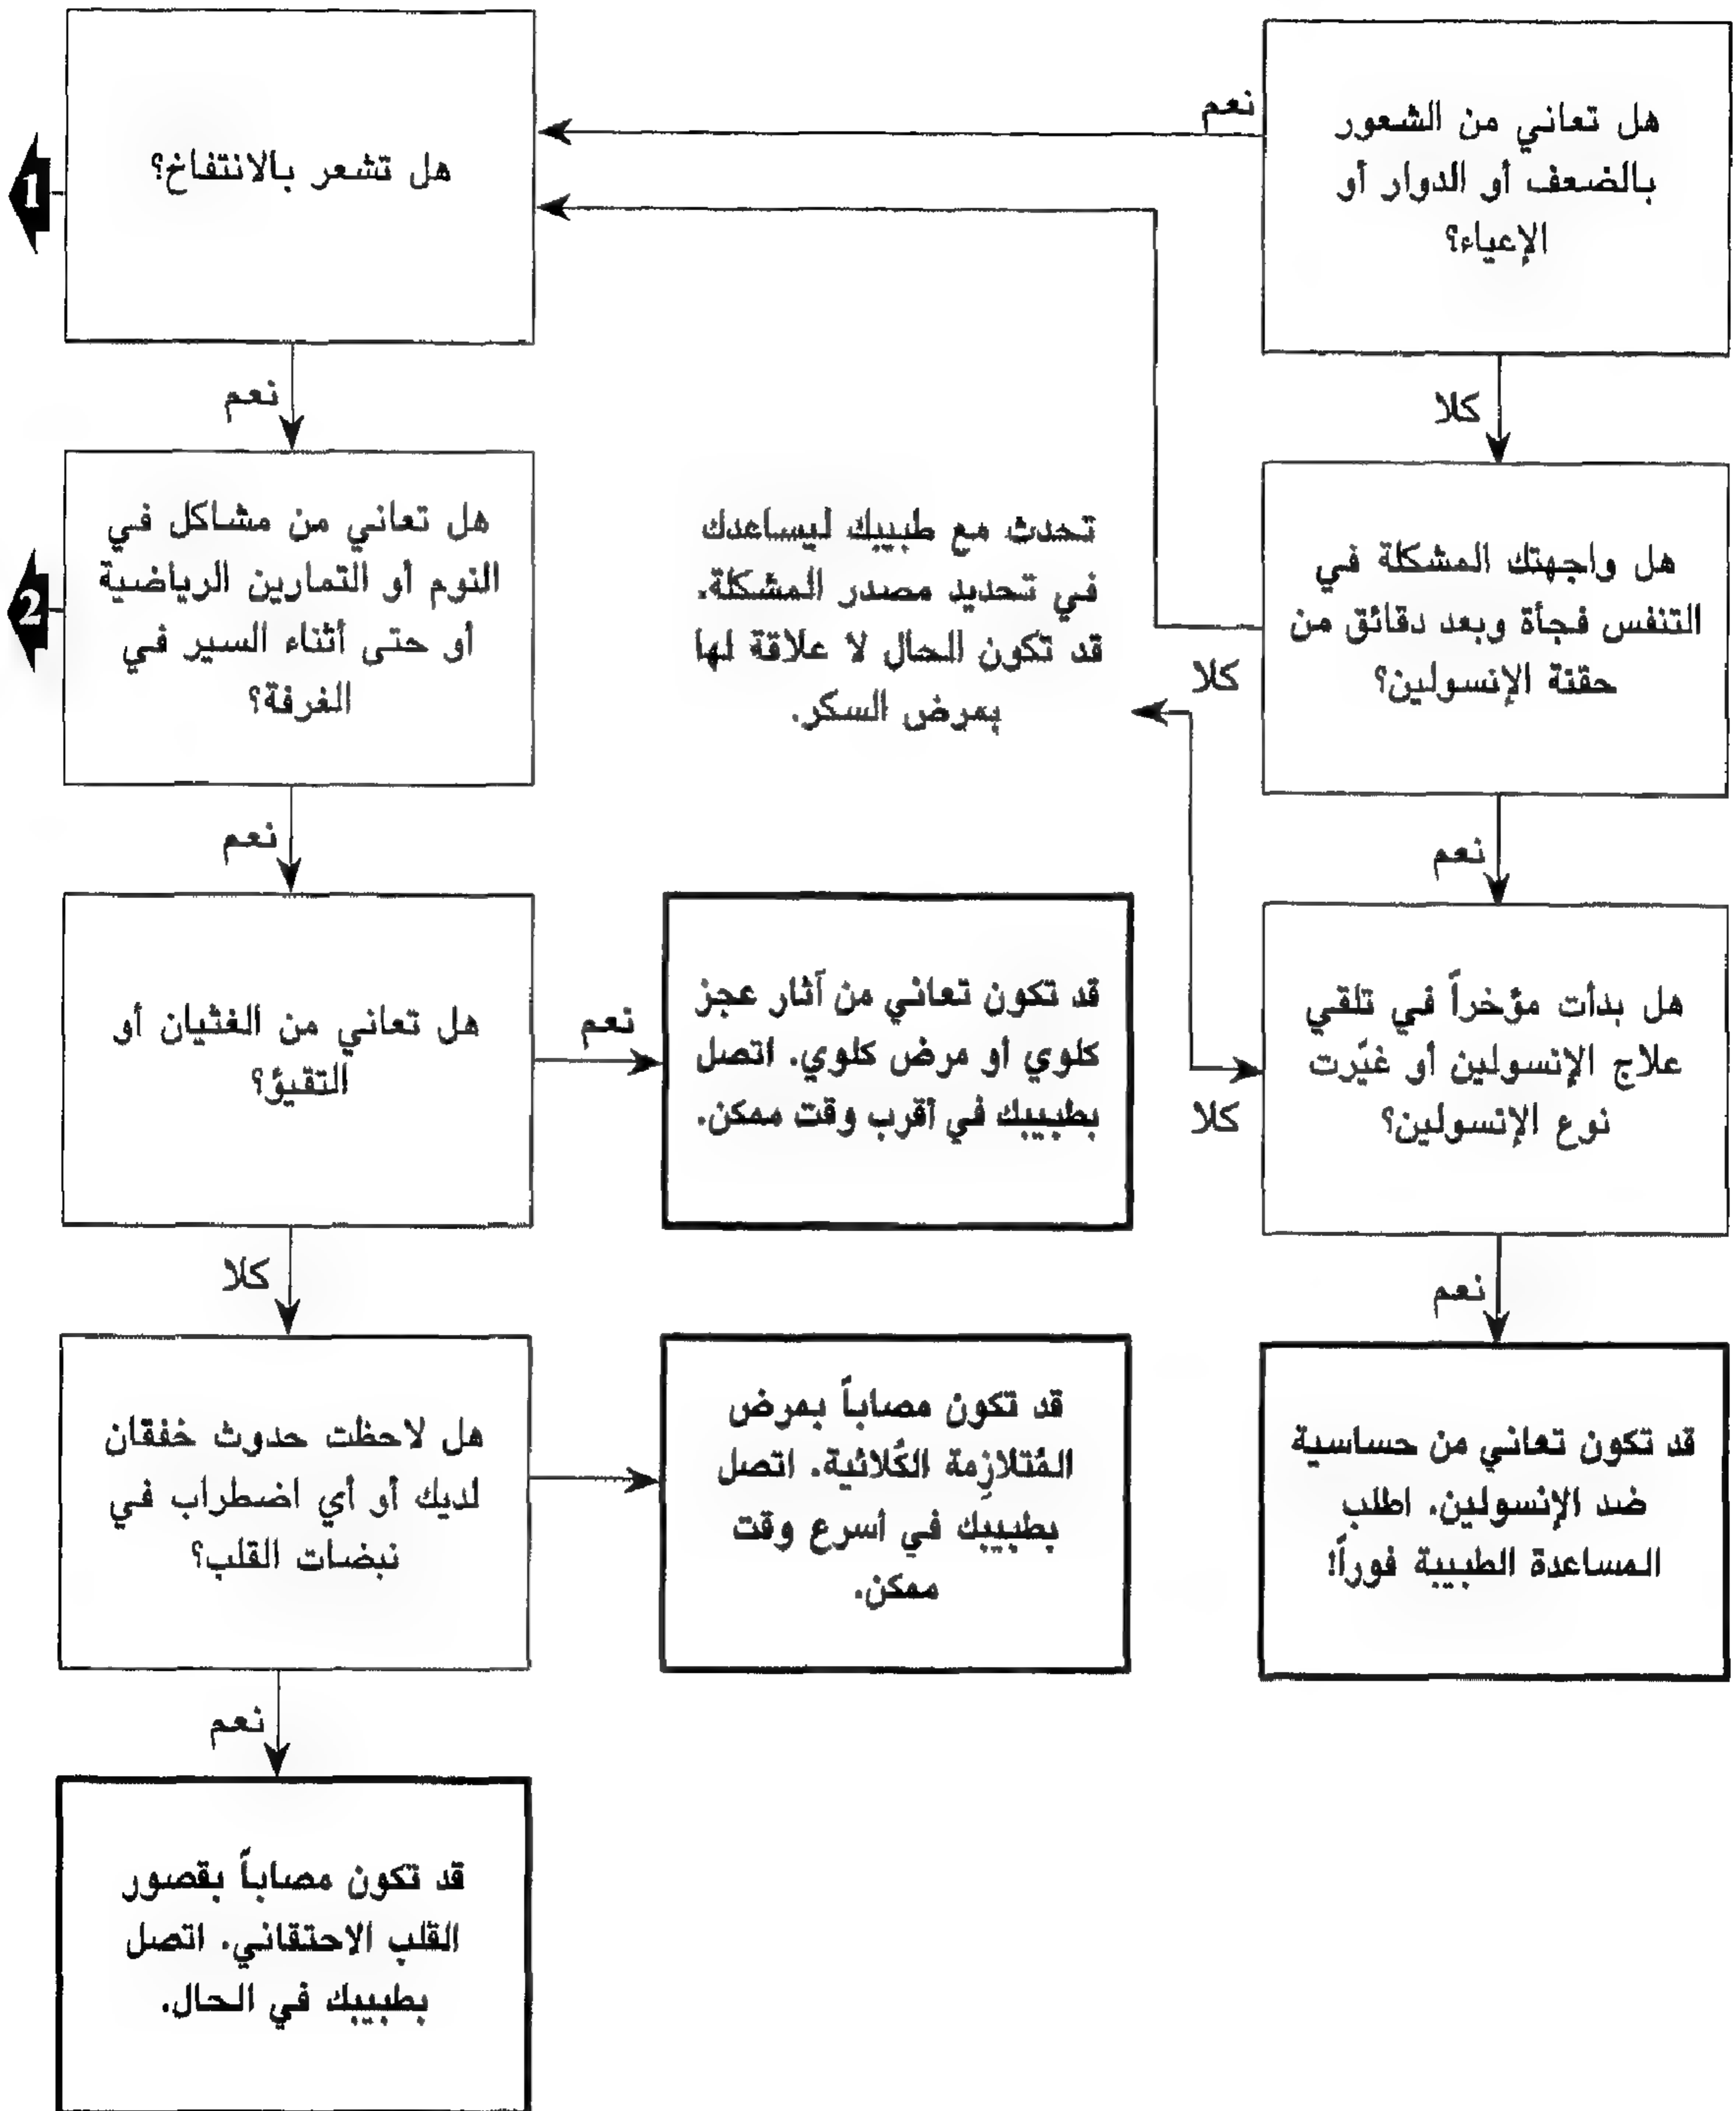 هل تعاني من الشعور
بالضعف أو الدوار أو
الإعياء؟
نعم
كلا
هل تشعر بالانتفاخ؟
1
نعم
هل واجهتك المشكلة في
التنفس فجأة وبعد دقائق من
حقنة الإنسولين؟
كلا
نعم
تحدث مع طبيبك ليساعدك
في تحديد مصدر المشكلة.
قد تكون الحال لا علاقة لها
بمرض السكر.
هل تعاني من مشاكل في
النوم أو التمارين الرياضية
أو حتى أثناء السير في
الغرفة؟
2
نعم
هل بدأت مؤخراً في تلقي
علاج الإنسولين أو غيّرت
نوع الإنسولين؟
كلا
نعم
قد تكون تعاني من آثار عجز
كلوي أو مرض كلوي. اتصل
بطبيبك في أقرب وقت ممكن.
نعم
هل تعاني من الغثيان أو
التقيؤ؟
كلا
قد تكون تعاني من حساسية
ضد الإنسولين. اطلب
المساعدة الطبية فوراً!
قد تكون مصاباً بمرض
المُتلازِمة الكُلائية. اتصل
بطبيبك في أسرع وقت
ممكن.
هل لاحظت حدوث خفقان
لديك أو أي اضطراب في
نبضات القلب؟
نعم
قد تكون مصاباً بقصور
القلب الاحتقاني. اتصل
بطبيبك في الحال.